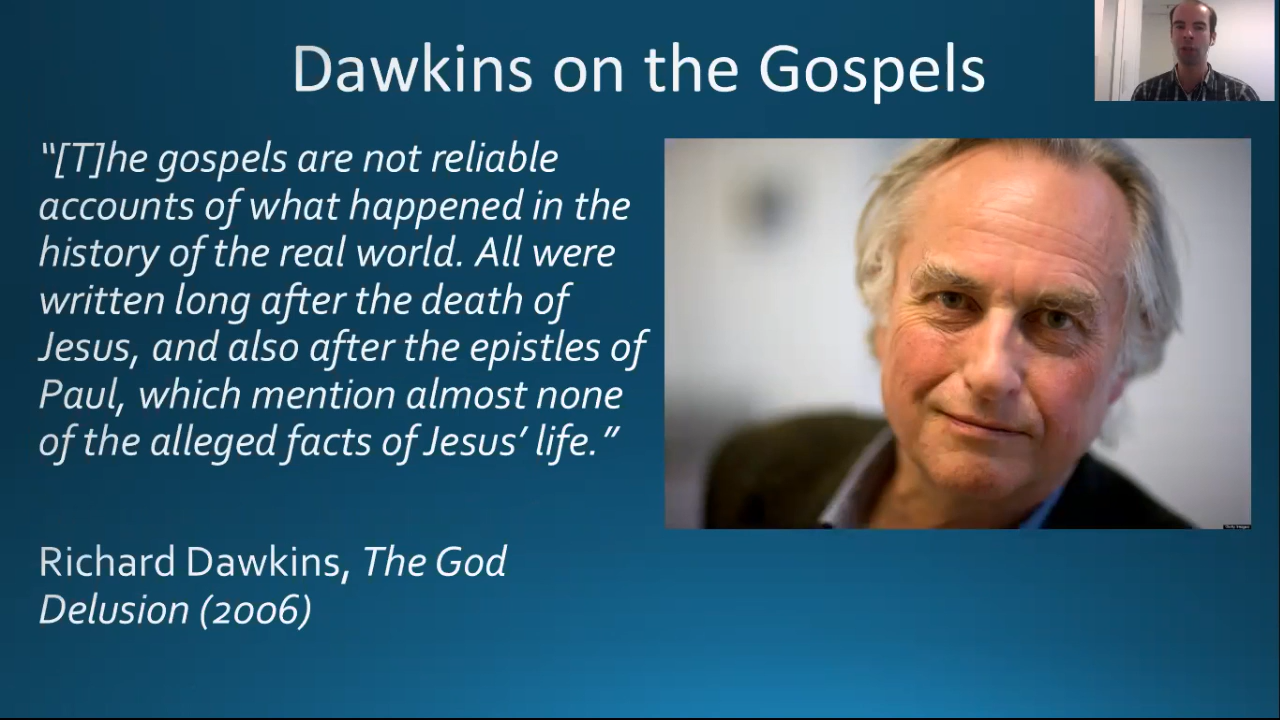 Dawkins on the Gospels
“[T]he gospels are not reliable
accounts of what happened in the
history of the real world. All were
written long after the death of
Jesus, and also after the epistles of
Paul, which mention almost none
of the alleged facts of Jesus’ life.”
Richard Dawkins, The God
Delusion (2006)